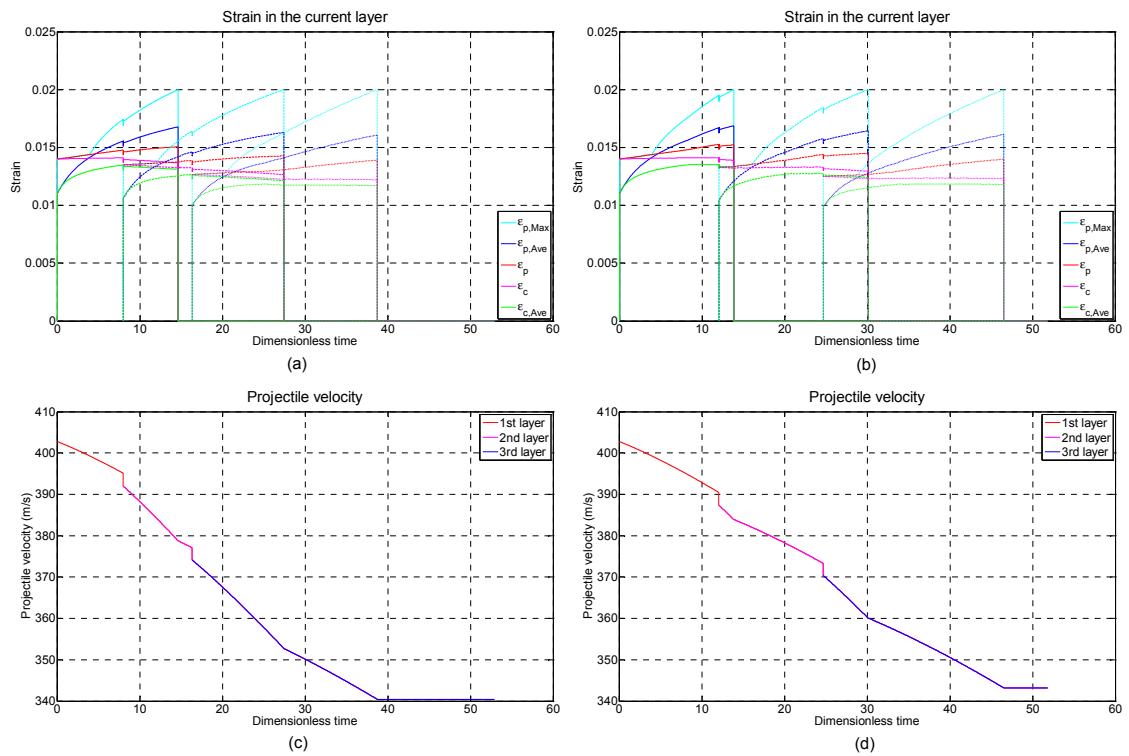 Strain in the current layer
0.025
0.02
0.015
0.01
0.005
0
Strain
0 10 20 30 40 50 60
Dimensionless time
εp,Max
εp,Ave
εp
εc
εc,Ave
(a)
Strain in the current layer
0.025
0.02
0.015
0.01
0.005
0
Strain
0 10 20 30 40 50 60
Dimensionless time
εp,Max
εp,Ave
εp
εc
εc,Ave
(b)
Projectile velocity
410
400
390
380
370
360
350
340
Projectile velocity (m/s)
0 10 20 30 40 50 60
Dimensionless time
1st layer
2nd layer
3rd layer
(c)
Projectile velocity
410
400
390
380
370
360
350
340
Projectile velocity (m/s)
0 10 20 30 40 50 60
Dimensionless time
1st layer
2nd layer
3rd layer
(d)